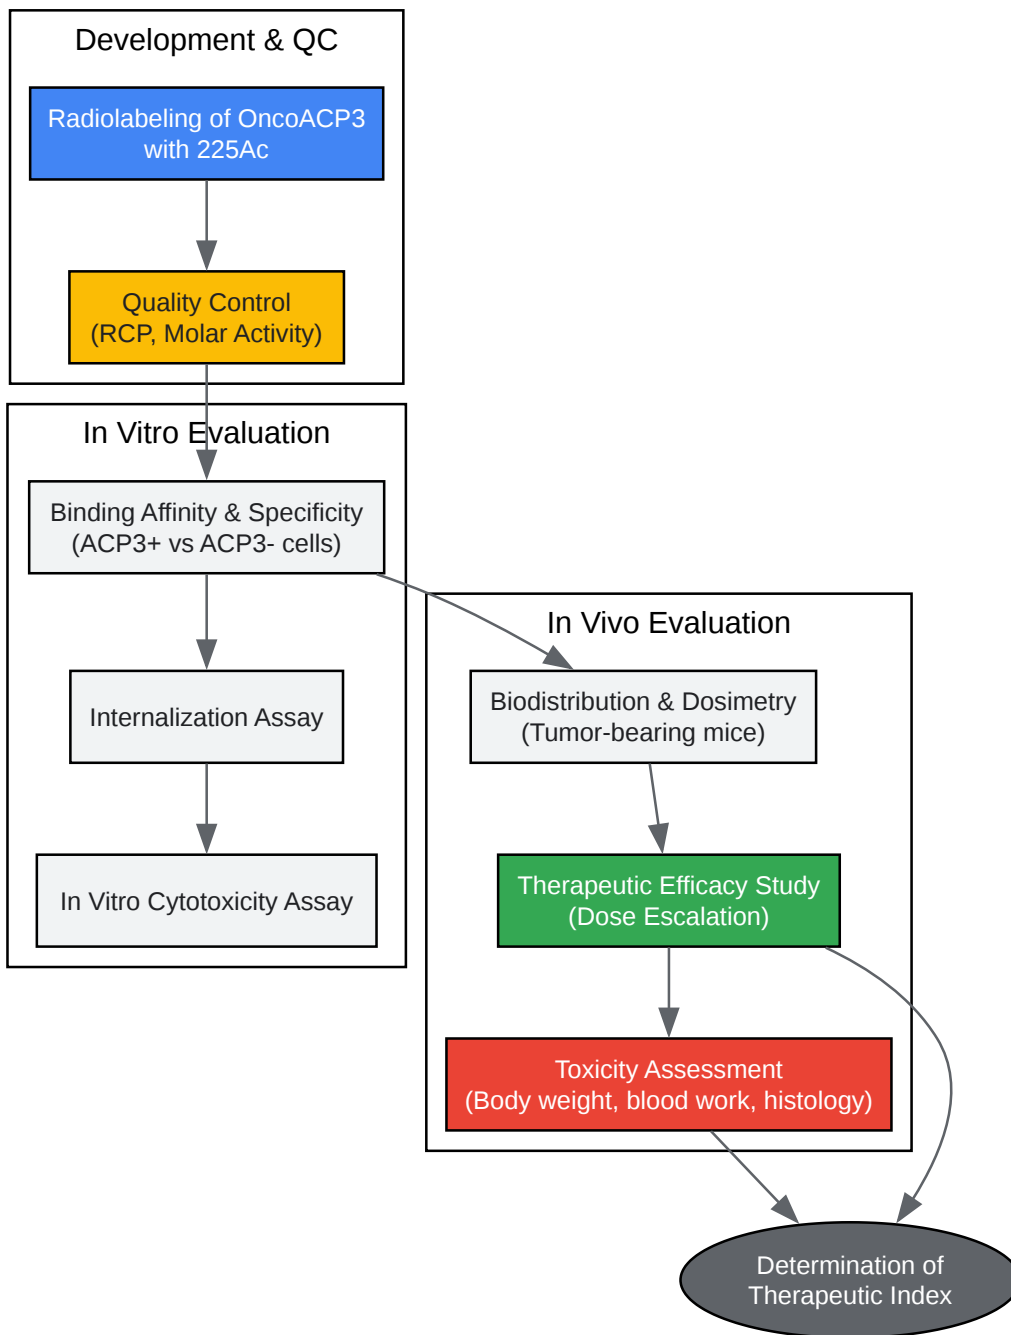 Development & QC
Radiolabeling of OncoACP3
with 225Ac
Quality Control
(RCP, Molar Activity)
In Vitro Evaluation
Binding Affinity & Specificity
(ACP3+ vs ACP3- cells)
Internalization Assay
In Vitro Cytotoxicity Assay
In Vivo Evaluation
Biodistribution & Dosimetry
(Tumor-bearing mice)
Therapeutic Efficacy Study
(Dose Escalation)
Toxicity Assessment
(Body weight, blood work, histology)
Determination of
Therapeutic Index